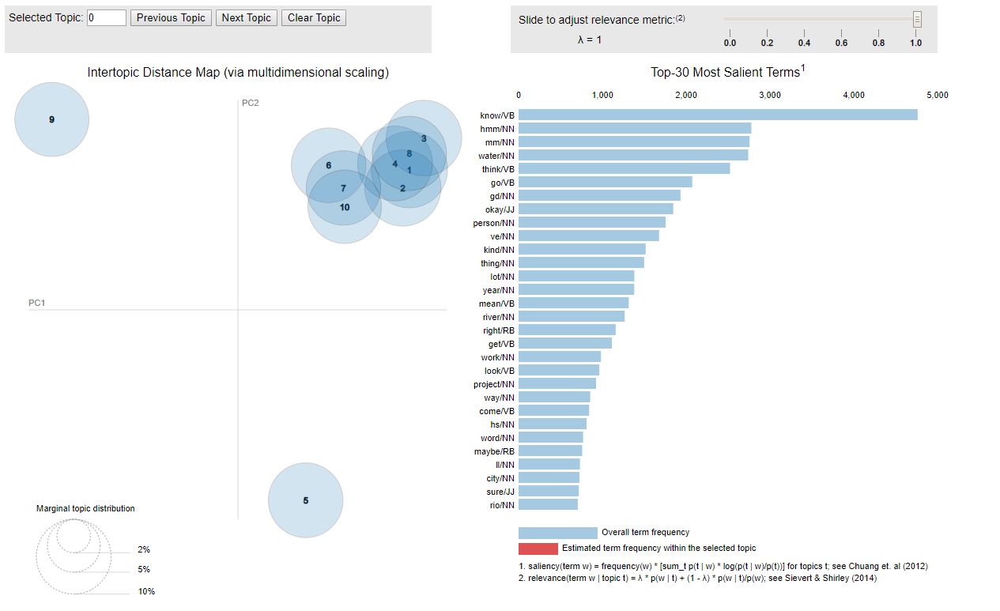 Selected Topic: 0 Previous Topic Next Topic Clear Topic
Slide to adjust relevance metric:(2)
λ = 1
0.0 0.2 0.4 0.6 0.8 1.0
Intertopic Distance Map (via multidimensional scaling)
PC2
PC1
9
3
8
6
4
1
7
2
10
5
Marginal topic distribution
2%
5%
10%
Top-30 Most Salient Terms1
0 1,000 2,000 3,000 4,000 5,000
know/VB
hmm/NN
mm/NN
water/NN
think/VB
go/VB
gd/NN
okay/JJ
person/NN
ve/NN
kind/NN
thing/NN
lot/NN
year/NN
mean/VB
river/NN
right/RB
get/VB
work/NN
look/VB
project/NN
way/NN
come/VB
hs/NN
word/NN
maybe/RB
ll/NN
city/NN
sure/JJ
rio/NN
Overall term frequency
Estimated term frequency within the selected topic
1. saliency(term w) = frequency(w) * [sum_t p(t | w) * log(p(t | w)/p(t))] for topics t; see Chuang et. al (2012)
2. relevance(term w | topic t) = λ * p(w | t) + (1 - λ) * p(w | t)/p(w); see Sievert & Shirley (2014)